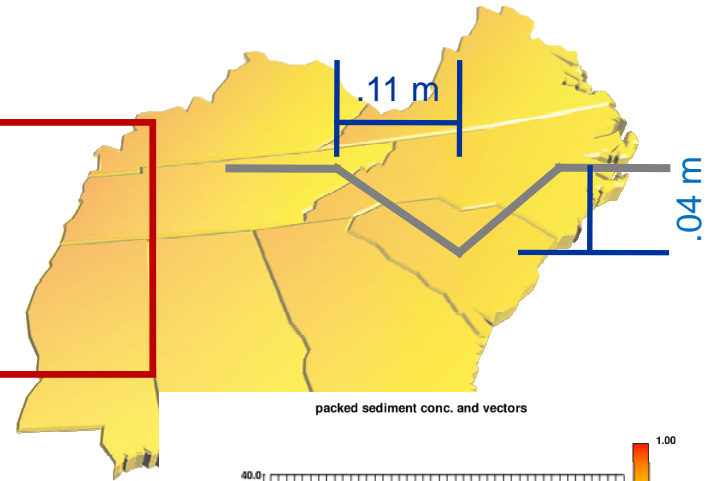 .11 m
.04 m
packed sediment conc. and vectors
1.00
40.0